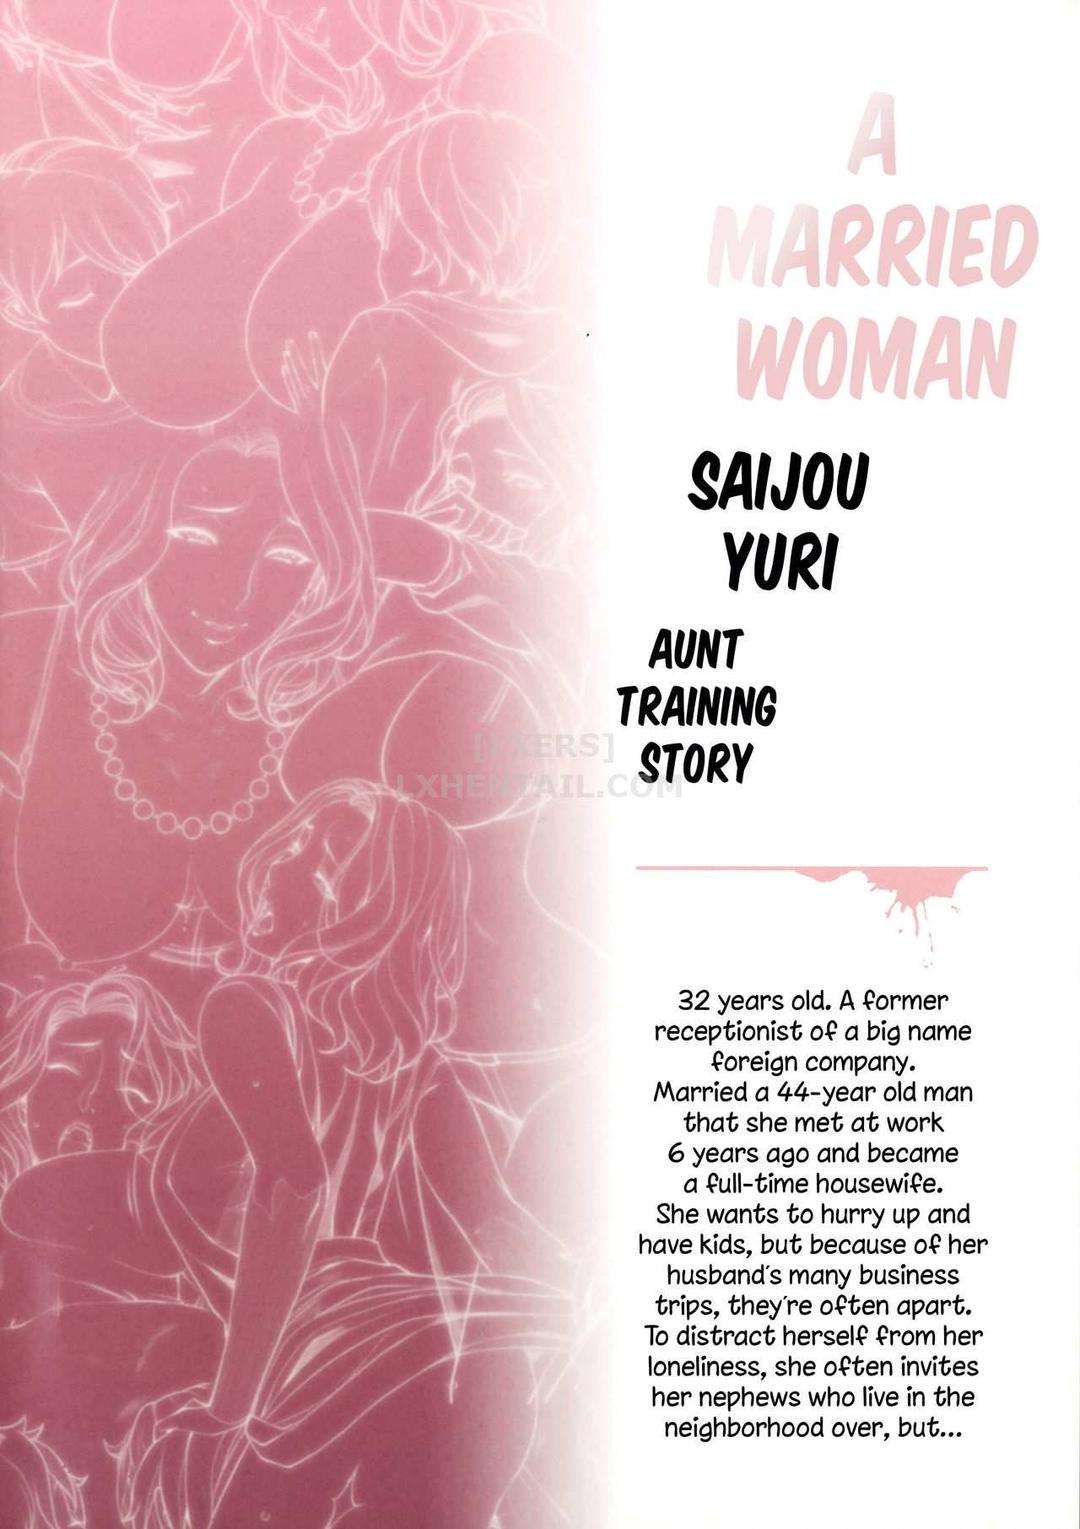 A
MARRIED
WOMAN
SAIJOU
YURI
AUNT
TRAINING
STORY
LXHENTAIL.COM
32 years old. A former
receptionist of a big name
foreign company.
Married a 44-year old man
that she met at work
6 years ago and became
a full-time housewife.
She wants to hurry up and
have kids, but because of her
husband's many business
trips, they're often apart.
To distract herself from her
loneliness, she often invites
her nephews who live in the
neighborhood over, but...